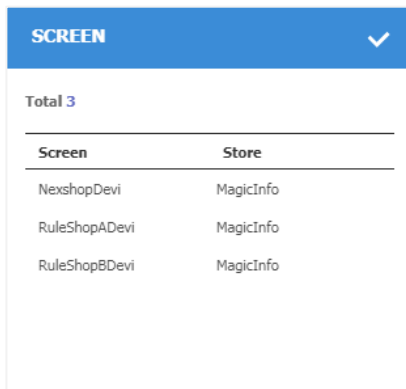 SCREEN
Total 3
Screen Store
NexshopDevi MagicInfo
RuleShopADevi MagicInfo
RuleShopBDevi MagicInfo